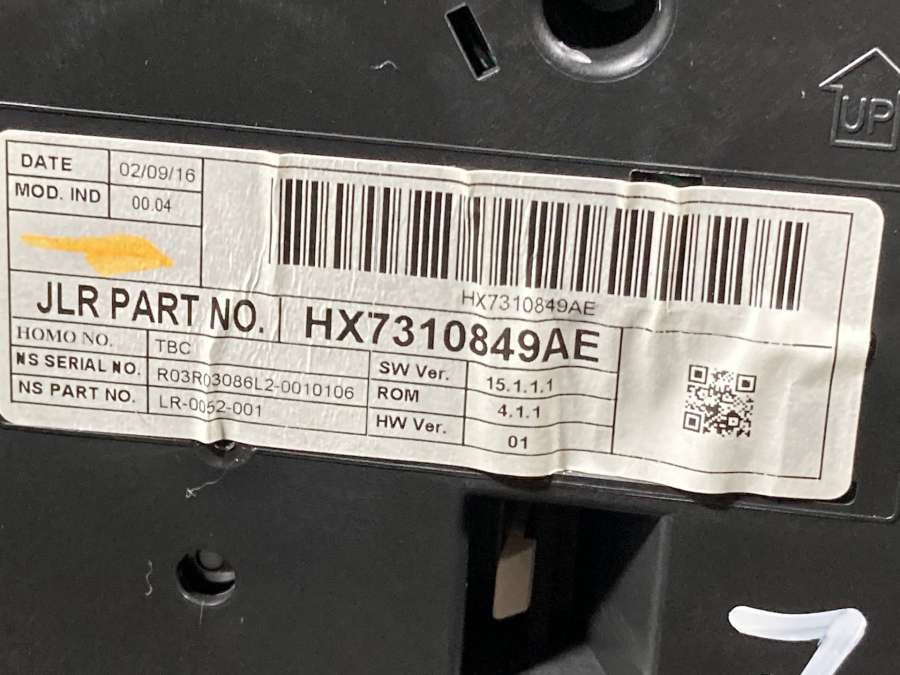 UP
DATE 02/09/16
MOD. IND 00.04
HX7310849AE
JLR PART NO. HX7310849AE
HOMO NO. TBC
NS SERIAL NO. R03R03086L2-0010106
NS PART NO. LR-0052-001
SW Ver. 15.1.1.1
ROM 4.1.1
HW Ver. 01
7